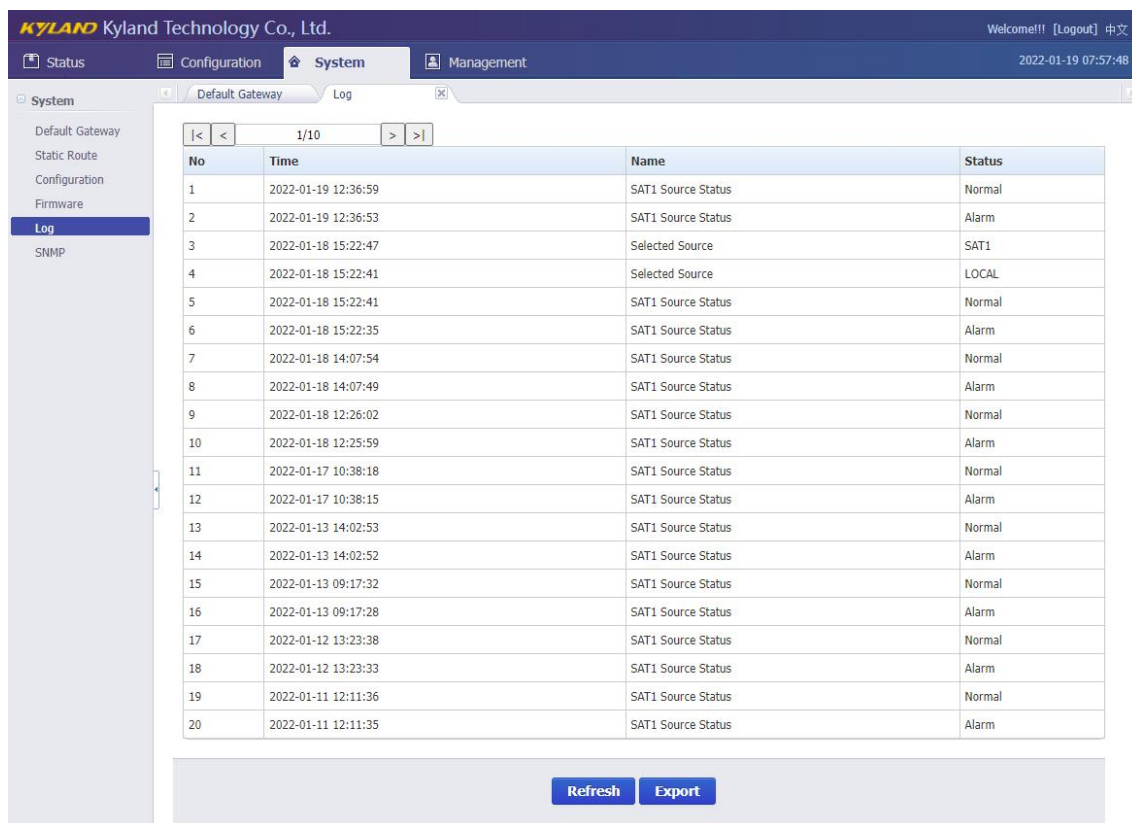 KYLAND Kyland Technology Co., Ltd. Welcome!!! [Logout] 中文
Status Configuration System Management 2022-01-19 07:57:48
System
Default Gateway
Static Route
Configuration
Firmware
Log
SNMP
Default Gateway Log
|< < 1/10 > >|
No Time Name Status
1 2022-01-19 12:36:59 SAT1 Source Status Normal
2 2022-01-19 12:36:53 SAT1 Source Status Alarm
3 2022-01-18 15:22:47 Selected Source SAT1
4 2022-01-18 15:22:41 Selected Source LOCAL
5 2022-01-18 15:22:41 SAT1 Source Status Normal
6 2022-01-18 15:22:35 SAT1 Source Status Alarm
7 2022-01-18 14:07:54 SAT1 Source Status Normal
8 2022-01-18 14:07:49 SAT1 Source Status Alarm
9 2022-01-18 12:26:02 SAT1 Source Status Normal
10 2022-01-18 12:25:59 SAT1 Source Status Alarm
11 2022-01-17 10:38:18 SAT1 Source Status Normal
12 2022-01-17 10:38:15 SAT1 Source Status Alarm
13 2022-01-13 14:02:53 SAT1 Source Status Normal
14 2022-01-13 14:02:52 SAT1 Source Status Alarm
15 2022-01-13 09:17:32 SAT1 Source Status Normal
16 2022-01-13 09:17:28 SAT1 Source Status Alarm
17 2022-01-12 13:23:38 SAT1 Source Status Normal
18 2022-01-12 13:23:33 SAT1 Source Status Alarm
19 2022-01-11 12:11:36 SAT1 Source Status Normal
20 2022-01-11 12:11:35 SAT1 Source Status Alarm
Refresh Export